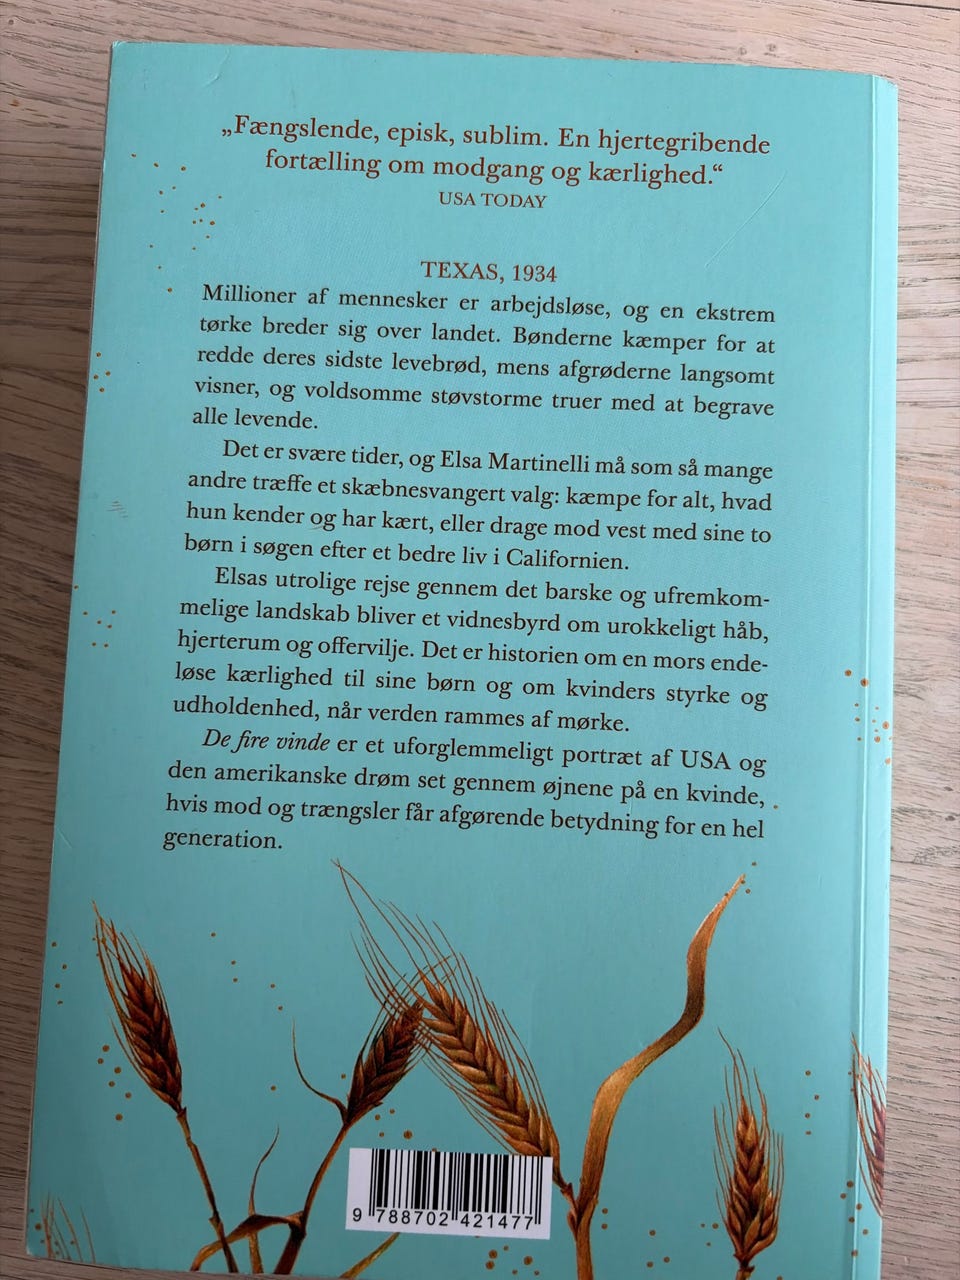 „Fængslende, episk, sublim. En hjertegribende
fortælling om modgang og kærlighed.“
USA TODAY
TEXAS, 1934
Millioner af mennesker er arbejdsløse, og en ekstrem
tørke breder sig over landet. Bønderne kæmper for at
redde deres sidste levebrød, mens afgrøderne langsomt
visner, og voldsomme støvstorme truer med at begrave
alle levende.
Det er svære tider, og Elsa Martinelli må som så mange
andre træffe et skæbnesvangert valg: kæmpe for alt, hvad
hun kender og har kært, eller drage mod vest med sine to
børn i søgen efter et bedre liv i Californien.
Elsas utrolige rejse gennem det barske og ufremkom-
melige landskab bliver et vidnesbyrd om urokkeligt håb,
hjerterum og offervilje. Det er historien om en mors ende-
løse kærlighed til sine børn og om kvinders styrke og
udholdenhed, når verden rammes af mørke.
De fire vinde er et uforglemmeligt portræt af USA og
den amerikanske drøm set gennem øjnene på en kvinde,
hvis mod og trængsler får afgørende betydning for en hel
generation.
9 788702 421477